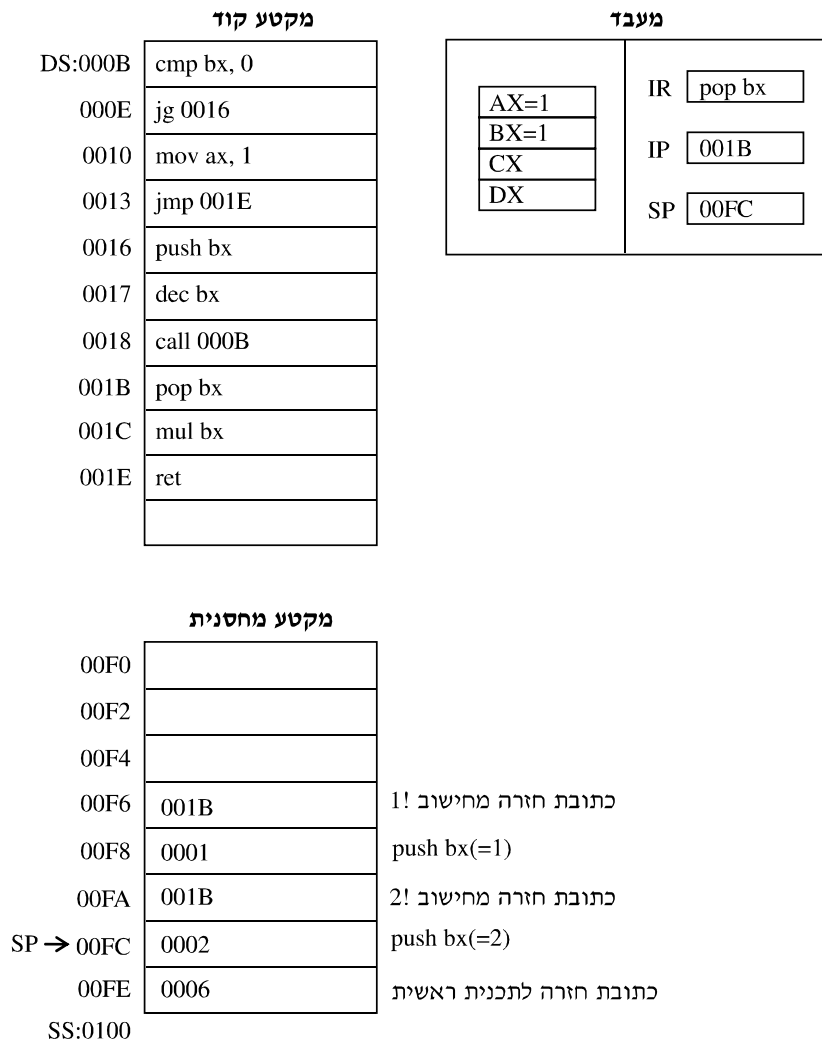 מקטע קוד
DS:000B cmp bx, 0
000E jg 0016
0010 mov ax, 1
0013 jmp 001E
0016 push bx
0017 dec bx
0018 call 000B
001B pop bx
001C mul bx
001E ret
מעבד
AX=1
BX=1
CX
DX
IR pop bx
IP 001B
SP 00FC
מקטע מחסנית
00F0
00F2
00F4
00F6 001B כתובת חזרה מחישוב 1!
00F8 0001 push bx(=1)
00FA 001B כתובת חזרה מחישוב 2!
SP → 00FC 0002 push bx(=2)
00FE 0006 כתובת חזרה לתכנית ראשית
SS:0100